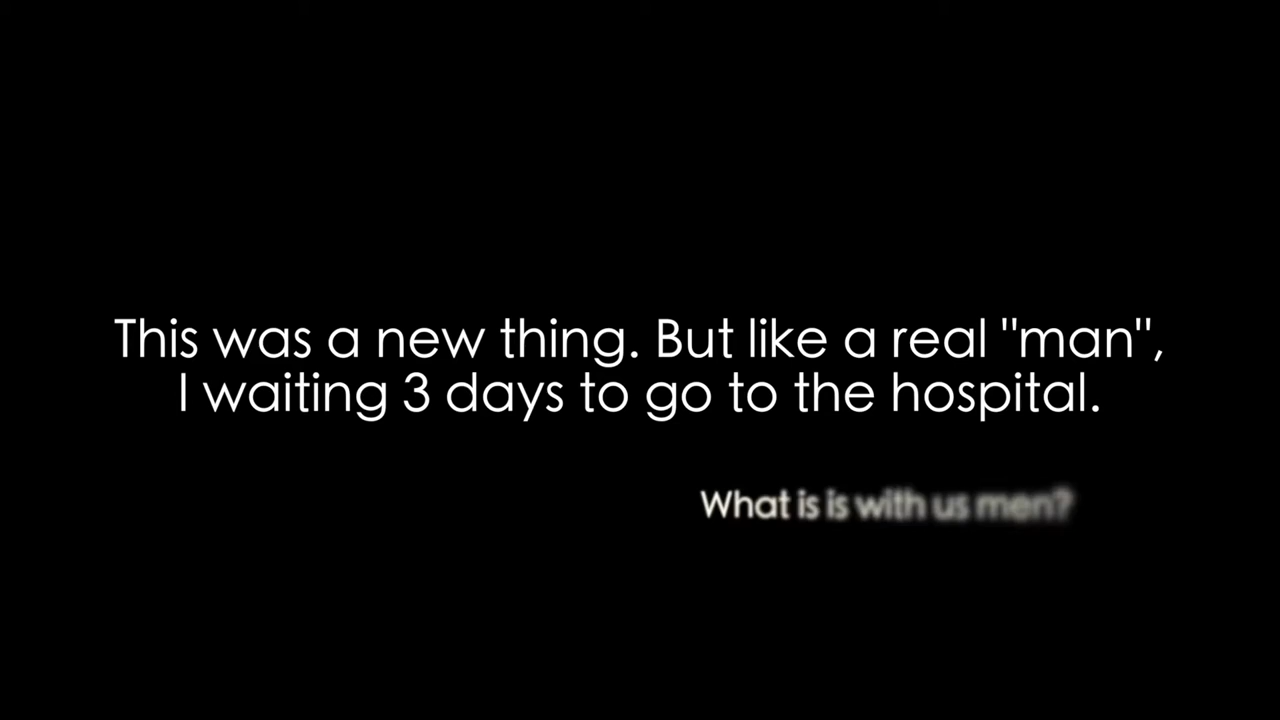 This was a new thing. But like a real "man",
I waiting 3 days to go to the hospital.
What is is with us men?